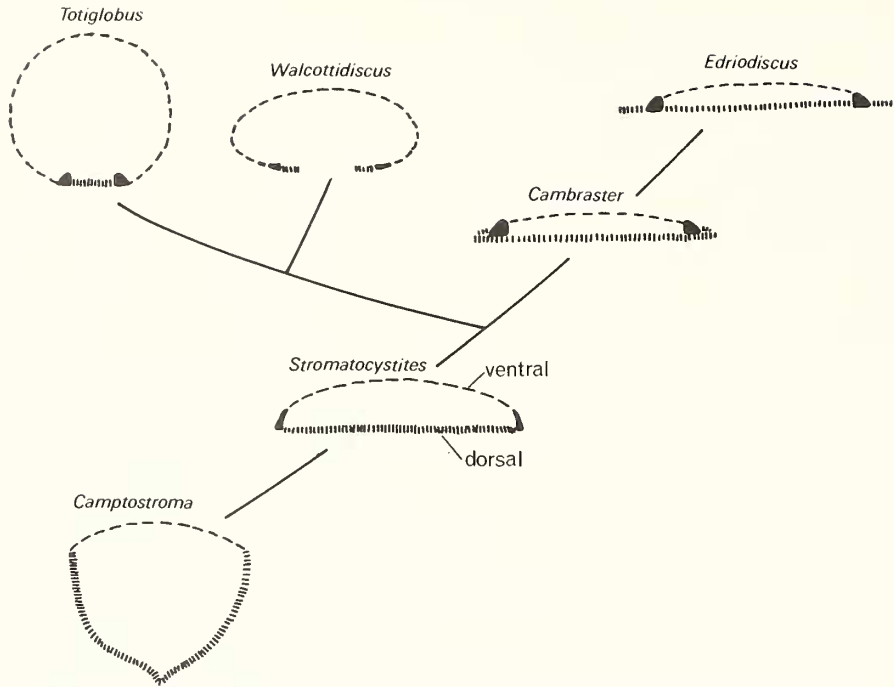 Totiglobus
Walcottidiscus
Edriodiscus
Cambraster
Stromatocystites
ventral
dorsal
Camptostroma